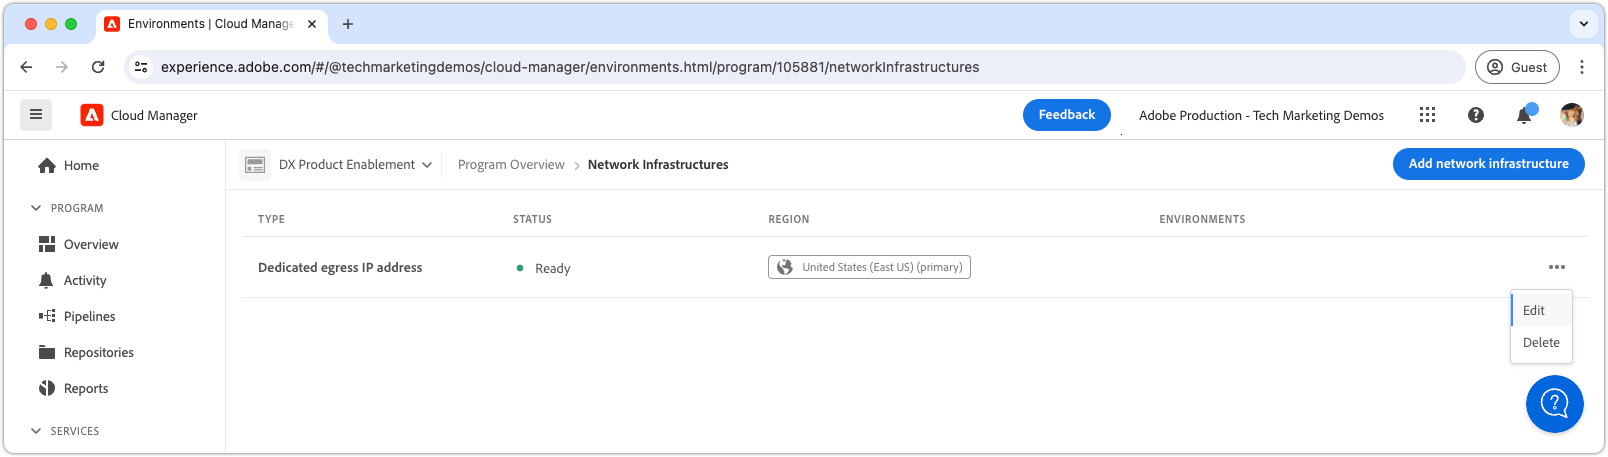 Environments | Cloud Manage
experience.adobe.com/#/@techmarketingdemos/cloud-manager/environments.html/program/105881/networkInfrastructures
Guest
Cloud Manager
Feedback
Adobe Production - Tech Marketing Demos
Home
DX Product Enablement
Program Overview > Network Infrastructures
Add network infrastructure
PROGRAM
TYPE
STATUS
REGION
ENVIRONMENTS
Overview
Dedicated egress IP address
Ready
United States (East US) (primary)
Activity
Edit
Pipelines
Delete
Repositories
Reports
SERVICES